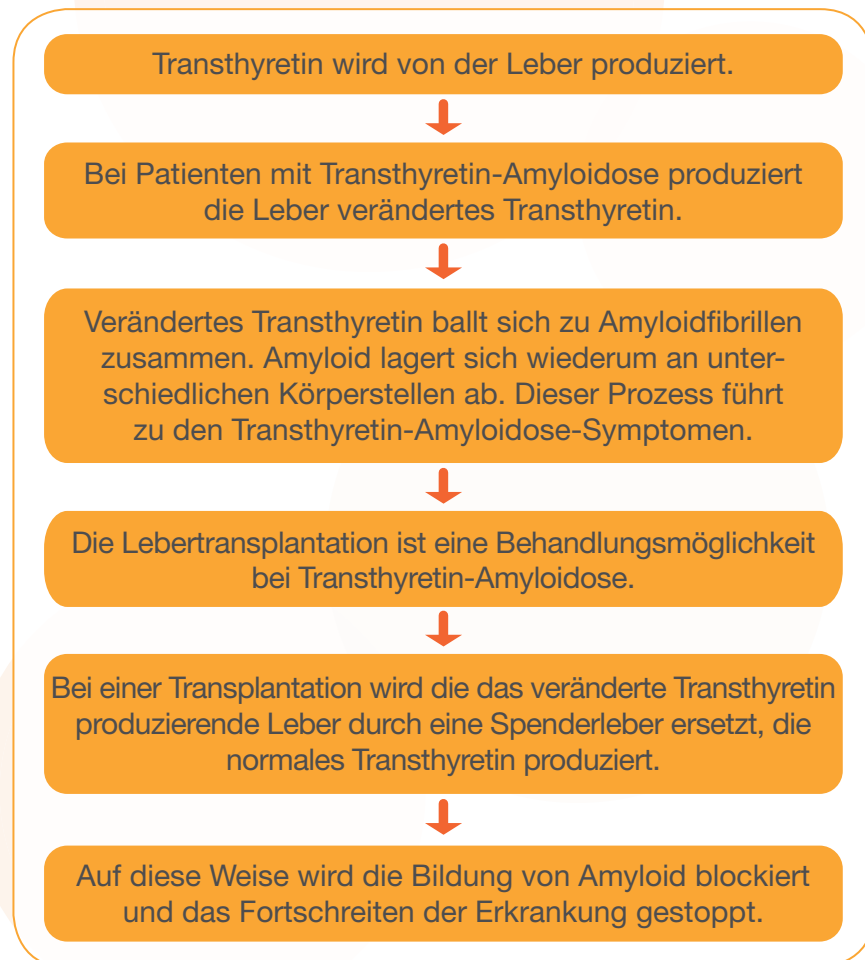 Transthyretin wird von der Leber produziert.
Bei Patienten mit Transthyretin-Amyloidose produziert
die Leber verändertes Transthyretin.
Verändertes Transthyretin ballt sich zu Amyloidfibrillen
zusammen. Amyloid lagert sich wiederum an unter-
schiedlichen Körperstellen ab. Dieser Prozess führt
zu den Transthyretin-Amyloidose-Symptomen.
Die Lebertransplantation ist eine Behandlungsmöglichkeit
bei Transthyretin-Amyloidose.
Bei einer Transplantation wird die das veränderte Transthyretin
produzierende Leber durch eine Spenderleber ersetzt, die
normales Transthyretin produziert.
Auf diese Weise wird die Bildung von Amyloid blockiert
und das Fortschreiten der Erkrankung gestoppt.